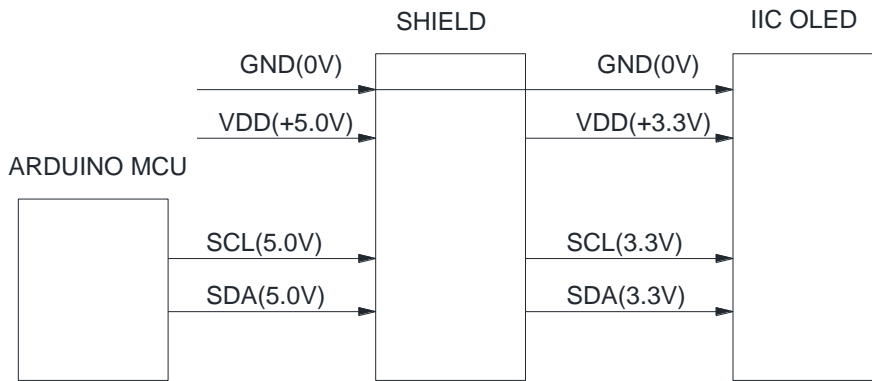 SHIELD
IIC OLED
GND(0V)
GND(0V)
VDD(+5.0V)
VDD(+3.3V)
ARDUINO MCU
SCL(5.0V)
SCL(3.3V)
SDA(5.0V)
SDA(3.3V)